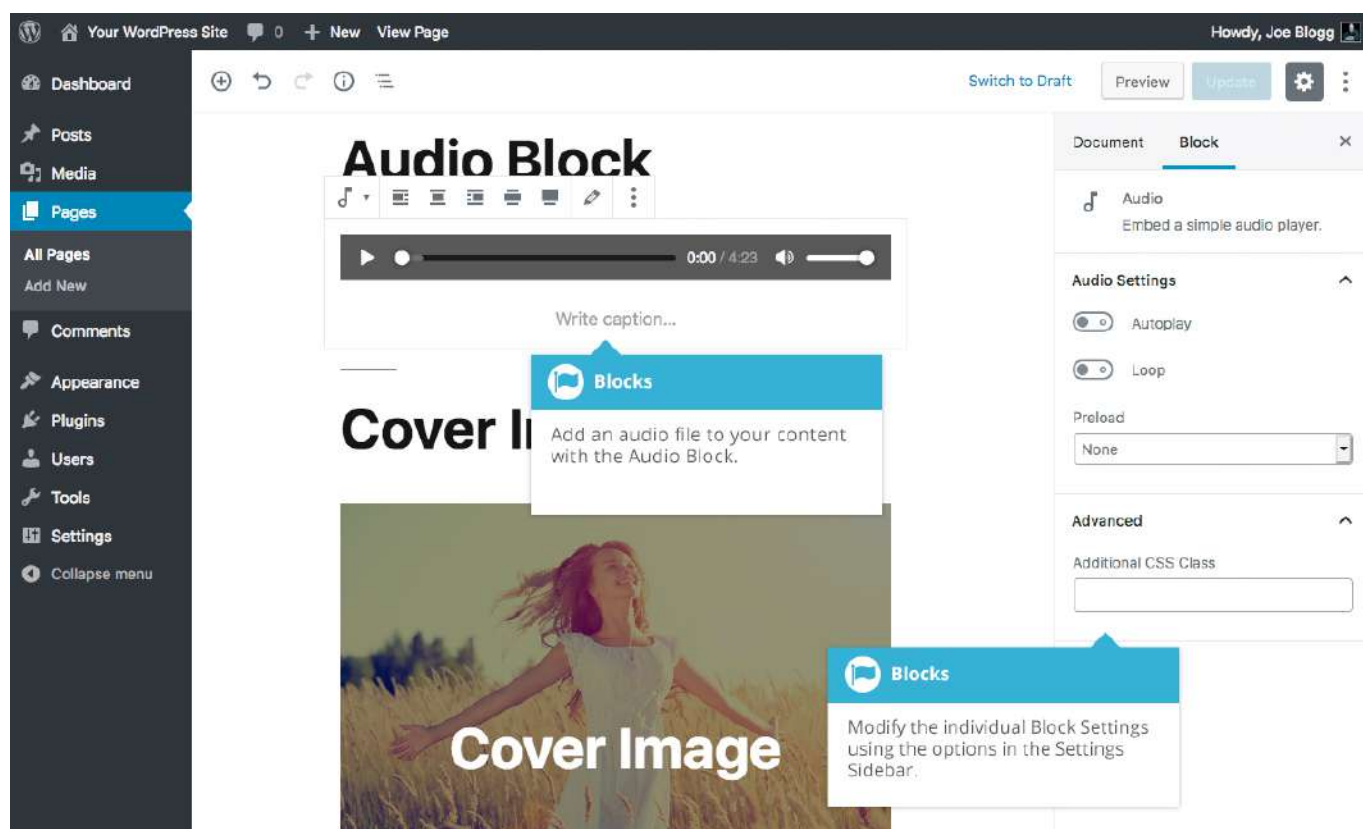 Your WordPress Site 0 New View Page Howdy, Joe Blogg
Dashboard
Posts
Media
Pages
All Pages
Add New
Comments
Appearance
Plugins
Users
Tools
Settings
Collapse menu
Switch to Draft Preview Update
Audio Block
0:00 / 4:23
Write caption...
Blocks
Add an audio file to your content
with the Audio Block.
Cover I
Cover Image
Document Block
Audio
Embed a simple audio player.
Audio Settings
Autoplay
Loop
Preload
None
Advanced
Additional CSS Class
Blocks
Modify the individual Block Settings
using the options in the Settings
Sidebar.